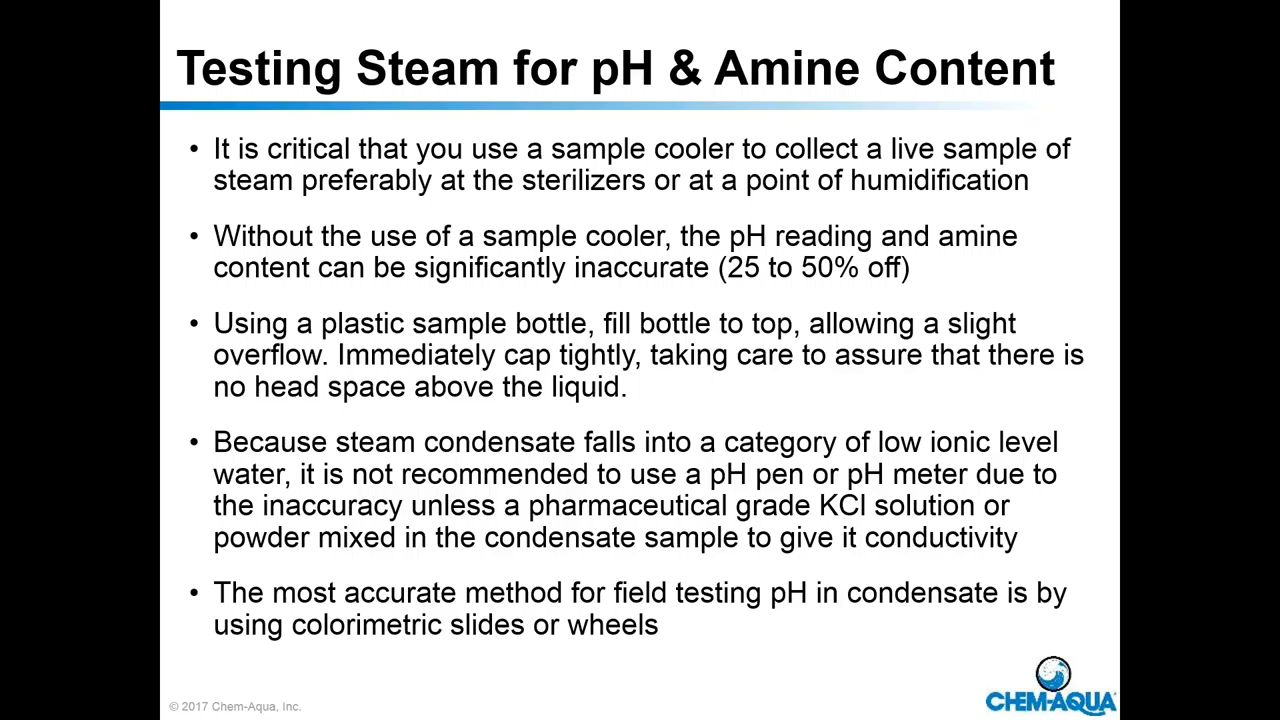 Testing Steam for pH & Amine Content
• It is critical that you use a sample cooler to collect a live sample of
steam preferably at the sterilizers or at a point of humidification
• Without the use of a sample cooler, the pH reading and amine
content can be significantly inaccurate (25 to 50% off)
• Using a plastic sample bottle, fill bottle to top, allowing a slight
overflow. Immediately cap tightly, taking care to assure that there is
no head space above the liquid.
• Because steam condensate falls into a category of low ionic level
water, it is not recommended to use a pH pen or pH meter due to
the inaccuracy unless a pharmaceutical grade KCl solution or
powder mixed in the condensate sample to give it conductivity
• The most accurate method for field testing pH in condensate is by
using colorimetric slides or wheels
© 2017 Chem-Aqua, Inc.
CHEM-AQUA